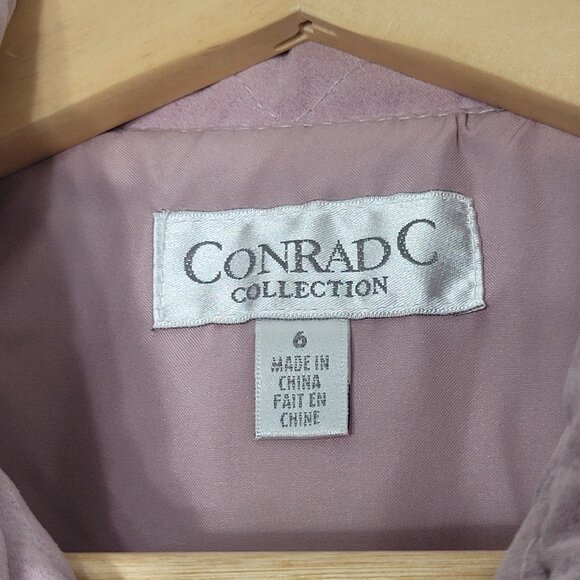 CONRAD C
COLLECTION
6
MADE IN
CHINA
FAIT EN
CHINE